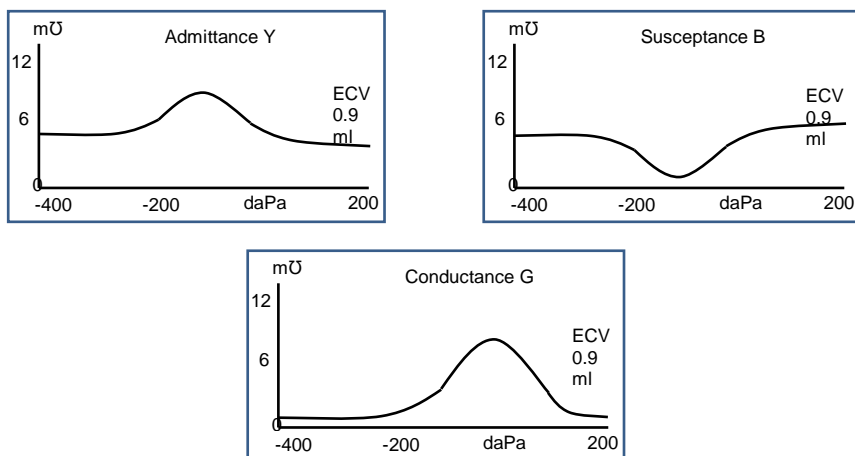 m℧
Admittance Y
12
ECV
0.9
ml
6
0
-400
-200
daPa
200
m℧
Susceptance B
12
ECV
0.9
ml
6
0
-400
-200
daPa
200
m℧
Conductance G
12
ECV
0.9
ml
6
0
-400
-200
daPa
200